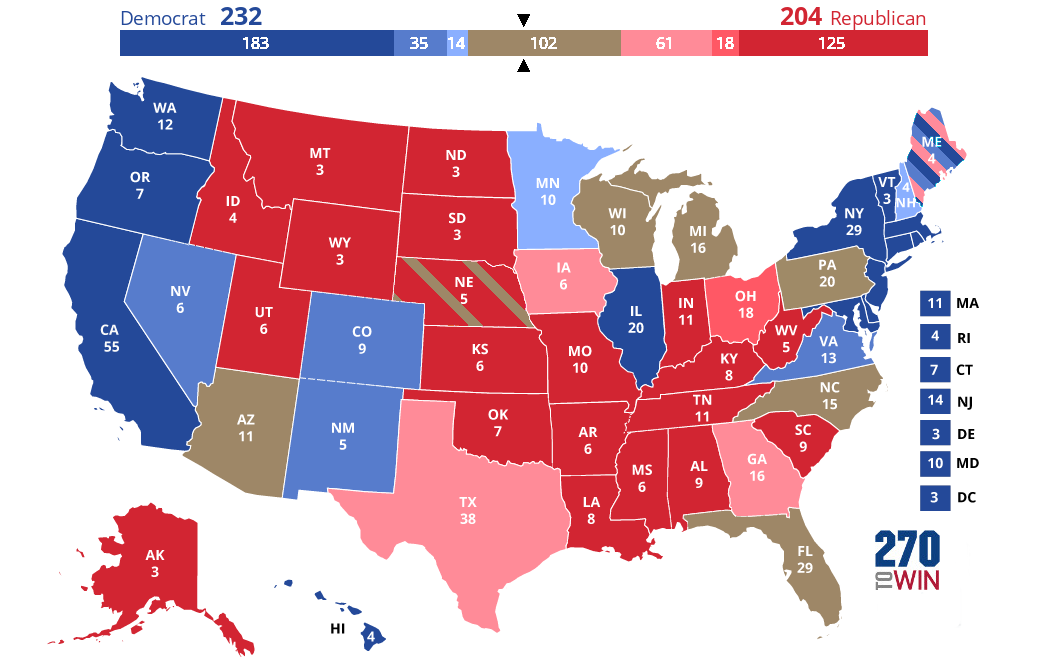 Democrat 232
204 Republican
183 35 14 102 61 18 125
WA
12
OR
7
CA
55
NV
6
ID
4
MT
3
WY
3
UT
6
CO
9
AZ
11
NM
5
ND
3
SD
3
NE
5
KS
6
OK
7
TX
38
MN
10
IA
6
MO
10
AR
6
LA
8
WI
10
IL
20
MI
16
IN
11
OH
18
KY
8
TN
11
MS
6
AL
9
GA
16
FL
29
SC
9
NC
15
VA
13
WV
5
PA
20
NY
29
VT
3
4
NH
ME
4
11 MA
4 RI
7 CT
14 NJ
3 DE
10 MD
3 DC
AK
3
HI 4
270
TO WIN